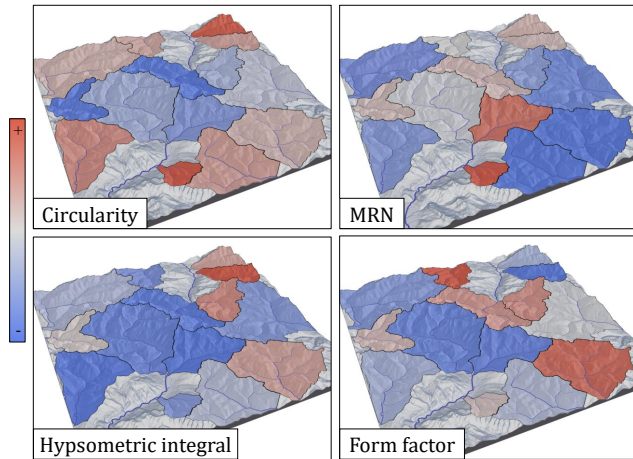 +
-
Circularity
MRN
Hypsometric integral
Form factor